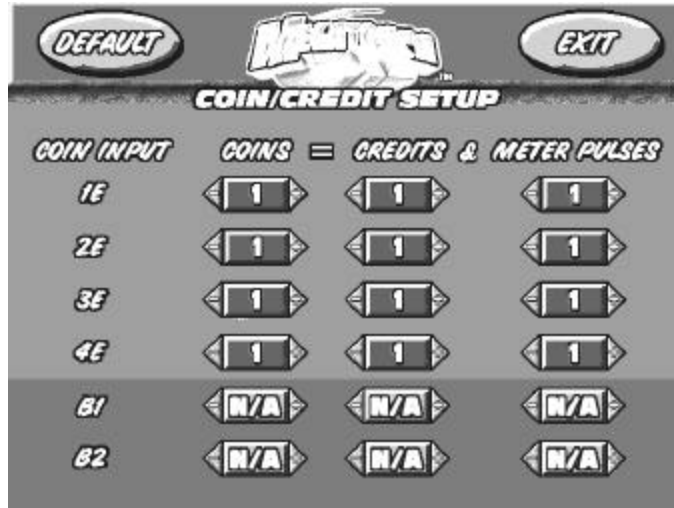 DEFAULT
EXIT
™
COIN/CREDIT SETUP
COIN INPUT COINS = CREDITS & METER PULSES
1E 1 1 1
2E 1 1 1
3E 1 1 1
4E 1 1 1
B1 N/A N/A N/A
B2 N/A N/A N/A